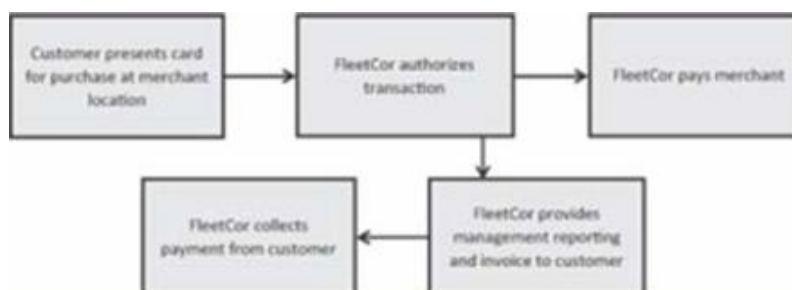 Customer presents card
for purchase at merchant
location
FleetCor authorizes
transaction
FleetCor pays merchant
FleetCor collects
payment from customer
FleetCor provides
management reporting
and invoice to customer